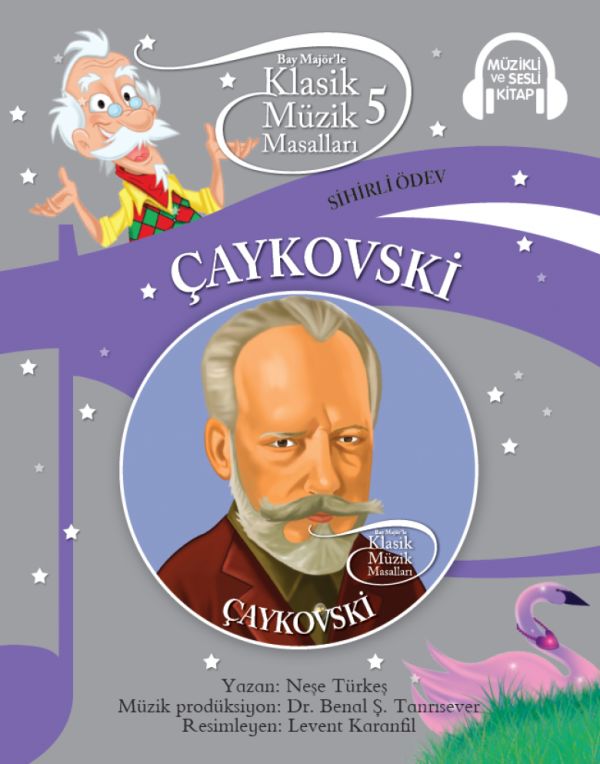 Bay Majör'le
Klasik
Müzik 5
Masalları
MÜZİKLİ
ve SESLİ
KİTAP
SİHİRLİ ÖDEV
ÇAYKOVSKİ
Bay Majör'le
Klasik
Müzik
Masalları
ÇAYKOVSKİ
Yazan: Neşe Türkeş
Müzik prodüksiyon: Dr. Benal Ş. Tanrısever
Resimleyen: Levent Karanfil